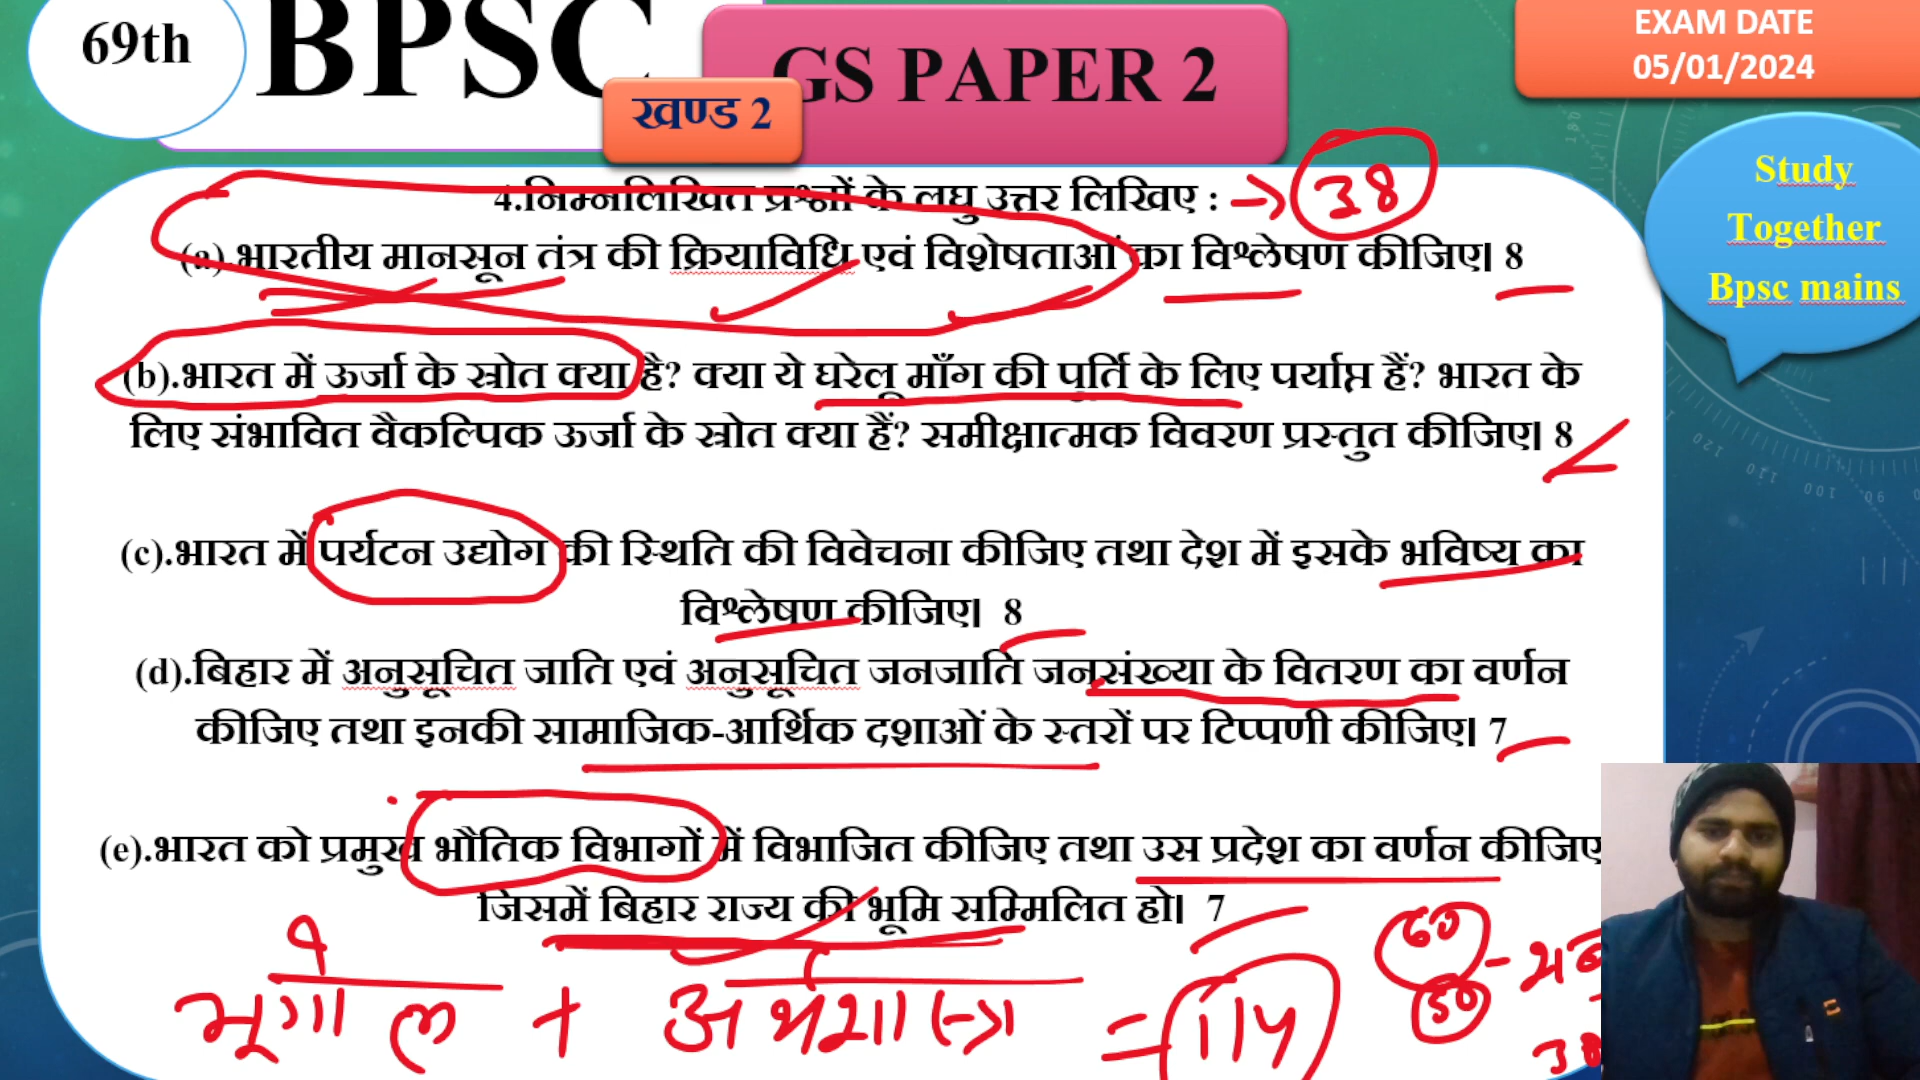 69th
BPSC
GS PAPER 2
खण्ड 2
EXAM DATE
05/01/2024
Study
Together
Bpsc mains
4.निम्नलिखित प्रश्नों के लघु उत्तर लिखिए : → 38
(a).भारतीय मानसून तंत्र की क्रियाविधि एवं विशेषताओं का विश्लेषण कीजिए। 8
(b).भारत में ऊर्जा के स्रोत क्या है? क्या ये घरेलू माँग की पुर्ति के लिए पर्याप्त हैं? भारत के
लिए संभावित वैकल्पिक ऊर्जा के स्रोत क्या हैं? समीक्षात्मक विवरण प्रस्तुत कीजिए। 8
(c).भारत में पर्यटन उद्योग की स्थिति की विवेचना कीजिए तथा देश में इसके भविष्य का
विश्लेषण कीजिए। 8
(d).बिहार में अनुसूचित जाति एवं अनुसूचित जनजाति जनसंख्या के वितरण का वर्णन
कीजिए तथा इनकी सामाजिक-आर्थिक दशाओं के स्तरों पर टिप्पणी कीजिए। 7
(e).भारत को प्रमुख भौतिक विभागों में विभाजित कीजिए तथा उस प्रदेश का वर्णन कीजिए
जिसमें बिहार राज्य की भूमि सम्मिलित हो। 7
भूगोल + अर्थशास्त्र = 114
60 -
50
38